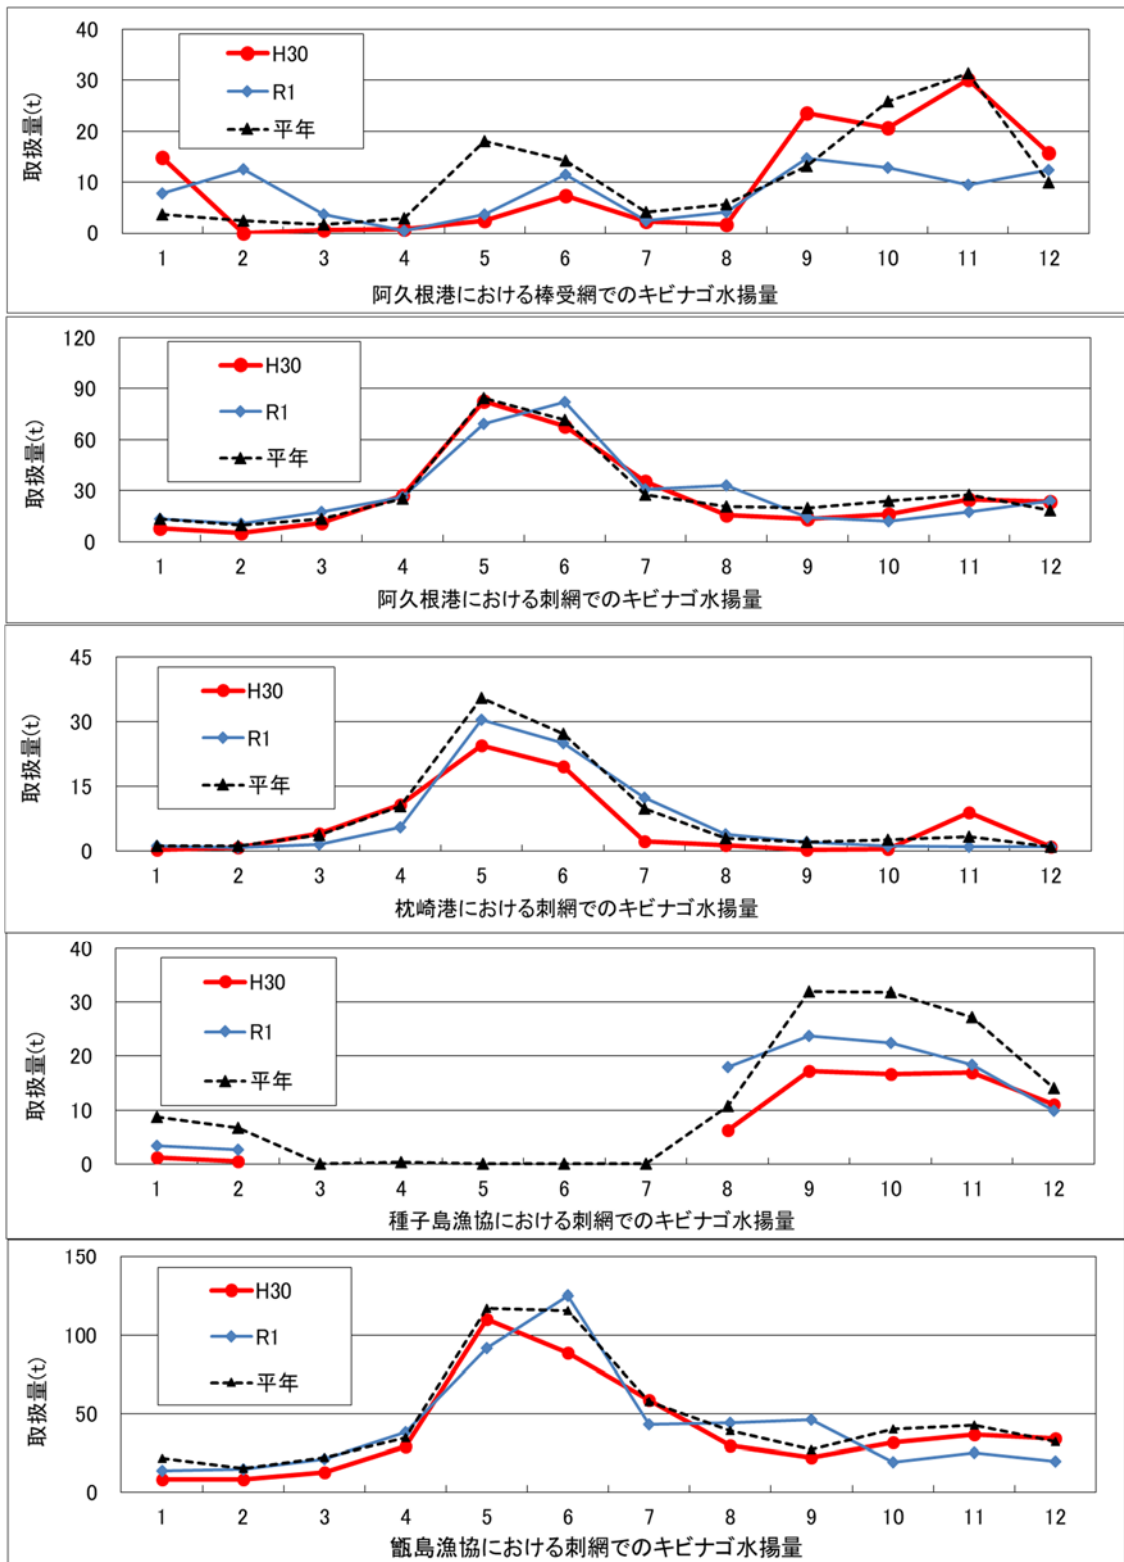 40
30
20
10
0
取扱量(t)
H30
R1
平年
1 2 3 4 5 6 7 8 9 10 11 12
阿久根港における棒受網でのキビナゴ水揚量
120
90
60
30
0
取扱量(t)
H30
R1
平年
1 2 3 4 5 6 7 8 9 10 11 12
阿久根港における刺網でのキビナゴ水揚量
45
30
15
0
取扱量(t)
H30
R1
平年
1 2 3 4 5 6 7 8 9 10 11 12
枕崎港における刺網でのキビナゴ水揚量
40
30
20
10
0
取扱量(t)
H30
R1
平年
1 2 3 4 5 6 7 8 9 10 11 12
種子島漁協における刺網でのキビナゴ水揚量
150
100
50
0
取扱量(t)
H30
R1
平年
1 2 3 4 5 6 7 8 9 10 11 12
甑島漁協における刺網でのキビナゴ水揚量